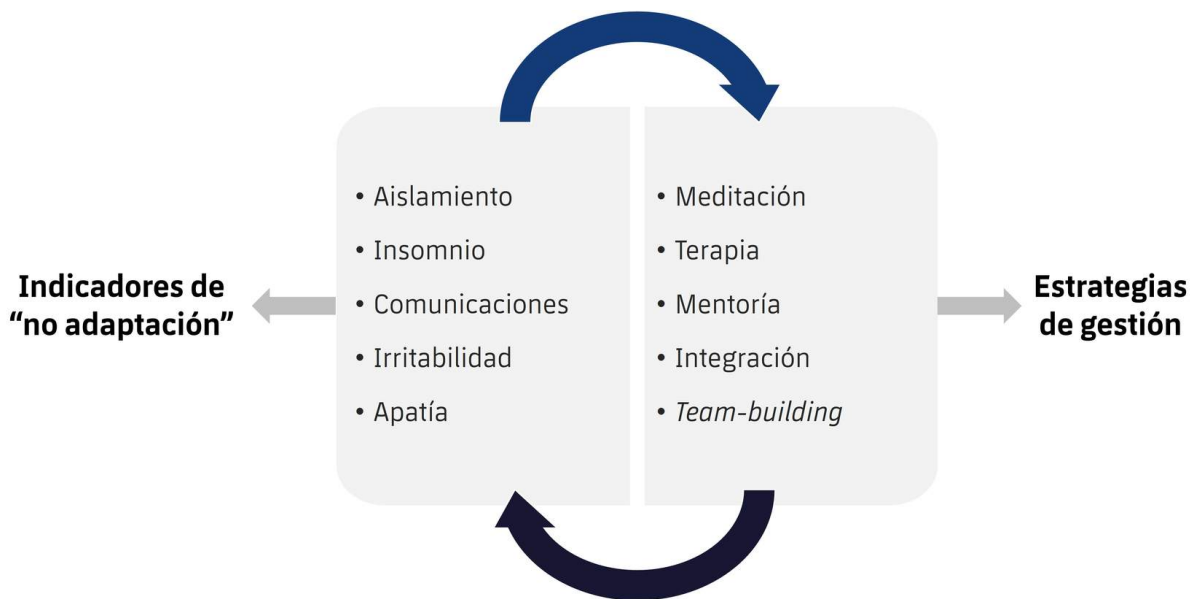 Indicadores de
“no adaptación”
• Aislamiento
• Insomnio
• Comunicaciones
• Irritabilidad
• Apatía
• Meditación
• Terapia
• Mentoría
• Integración
• Team-building
Estrategias
de gestión